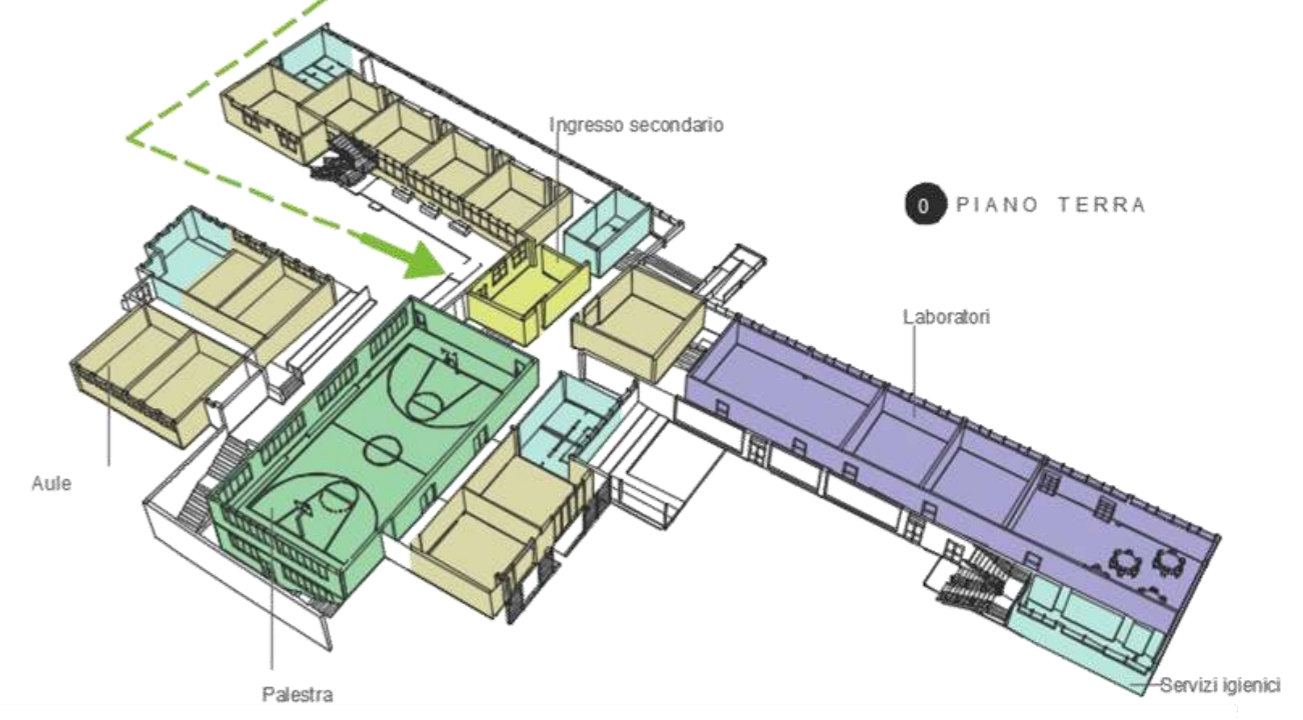 Ingresso secondario
0 PIANO TERRA
Laboratori
Aule
Palestra
Servizi igienici